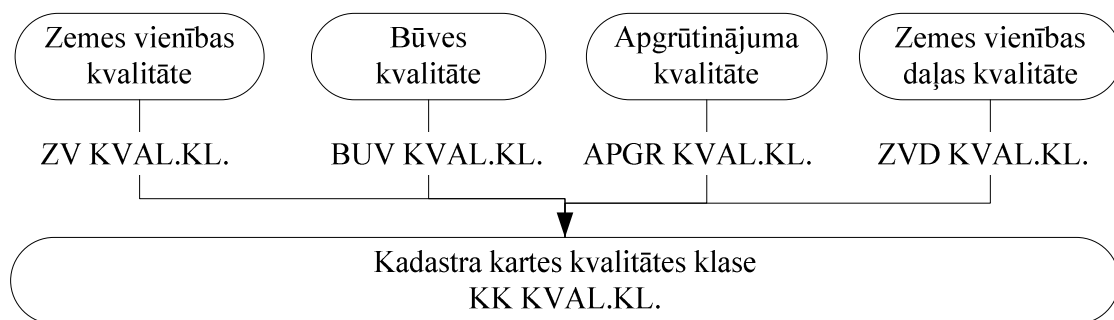 Zemes vienības
kvalitāte
Būves
kvalitāte
Apgrūtinājuma
kvalitāte
Zemes vienības
daļas kvalitāte
ZV KVAL.KL.
BUV KVAL.KL.
APGR KVAL.KL.
ZVD KVAL.KL.
Kadastra kartes kvalitātes klase
KK KVAL.KL.